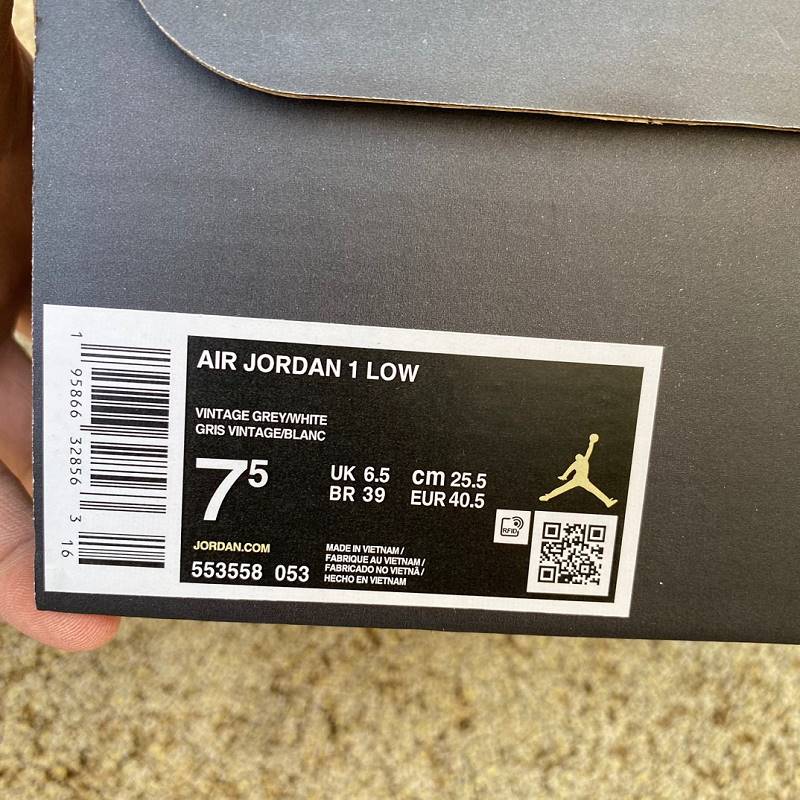 AIR JORDAN 1 LOW
VINTAGE GREY/WHITE
GRIS VINTAGE/BLANC
7 5
UK 6.5 cm 25.5
BR 39 EUR 40.5
RFID
JORDAN.COM
553558 053
MADE IN VIETNAM /
FABRIQUE AU VIETNAM /
FABRICADO NO VIETNÃ /
HECHO EN VIETNAM
1 95866 32856 3 16